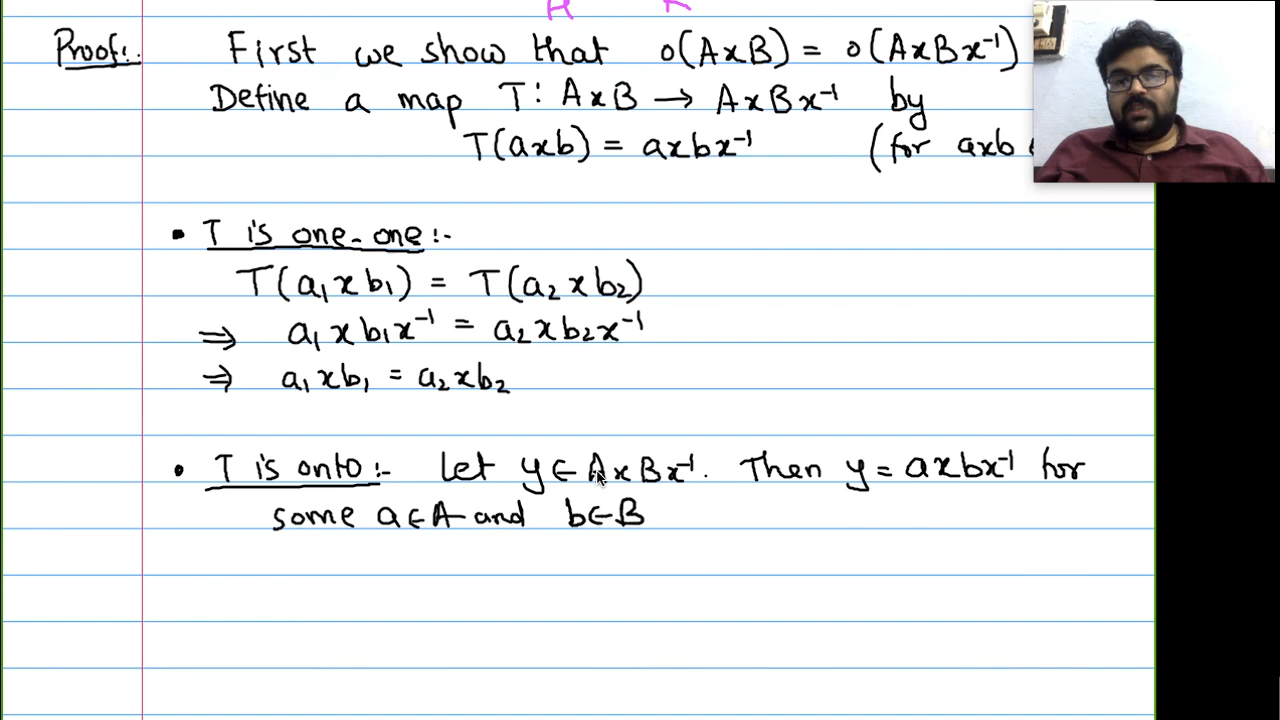 Proof:. First we show that o(AxB) = o(AxBx⁻¹)
Define a map T: AxB → AxBx⁻¹ by
T(axb) = axbx⁻¹ (for axb
• T is one-one:-
T(a₁xb₁) = T(a₂xb₂)
⇒ a₁xb₁x⁻¹ = a₂xb₂x⁻¹
⇒ a₁xb₁ = a₂xb₂
• T is onto:- Let y∈AxBx⁻¹. Then y = axbx⁻¹ for
some a∈A and b∈B